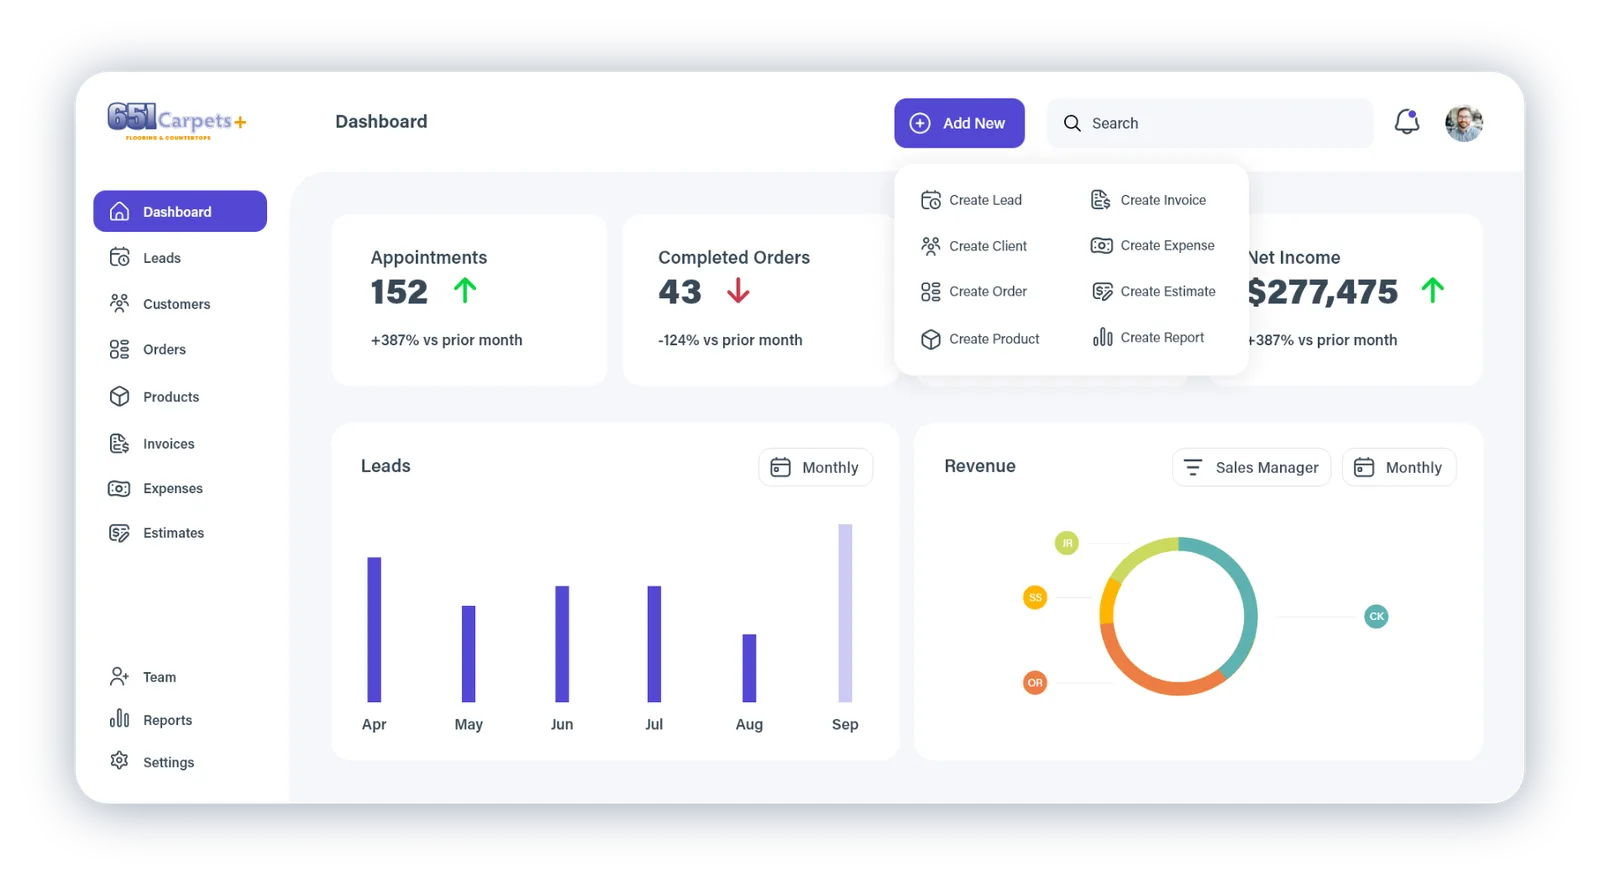 651 Carpets+
FLOORING & COUNTERTOPS
Dashboard
Add New
Search
Dashboard
Leads
Customers
Orders
Products
Invoices
Expenses
Estimates
Team
Reports
Settings
Create Lead
Create Invoice
Create Client
Create Expense
Create Order
Create Estimate
Create Product
Create Report
Appointments
152
+387% vs prior month
Completed Orders
43
-124% vs prior month
Net Income
$277,475
+387% vs prior month
Leads
Monthly
Apr
May
Jun
Jul
Aug
Sep
Revenue
Sales Manager
Monthly
JR
SS
CK
OR